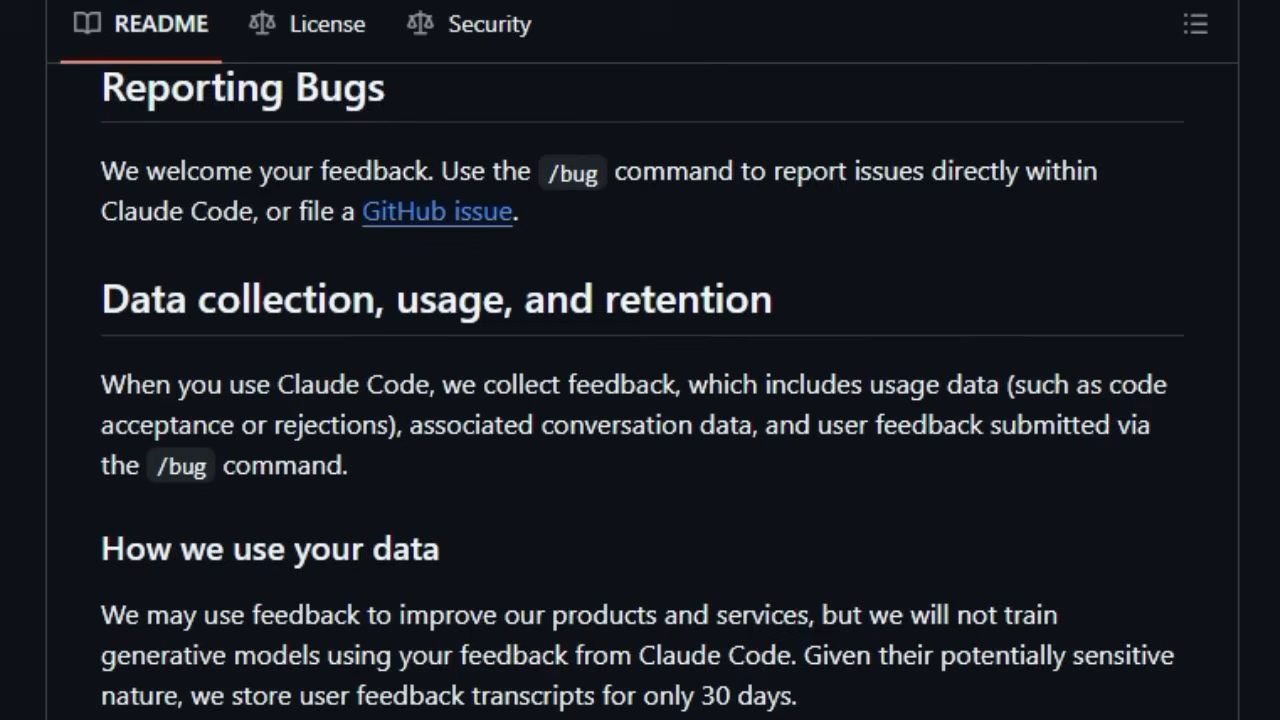 README License Security
Reporting Bugs
We welcome your feedback. Use the /bug command to report issues directly within
Claude Code, or file a GitHub issue.
Data collection, usage, and retention
When you use Claude Code, we collect feedback, which includes usage data (such as code
acceptance or rejections), associated conversation data, and user feedback submitted via
the /bug command.
How we use your data
We may use feedback to improve our products and services, but we will not train
generative models using your feedback from Claude Code. Given their potentially sensitive
nature, we store user feedback transcripts for only 30 days.